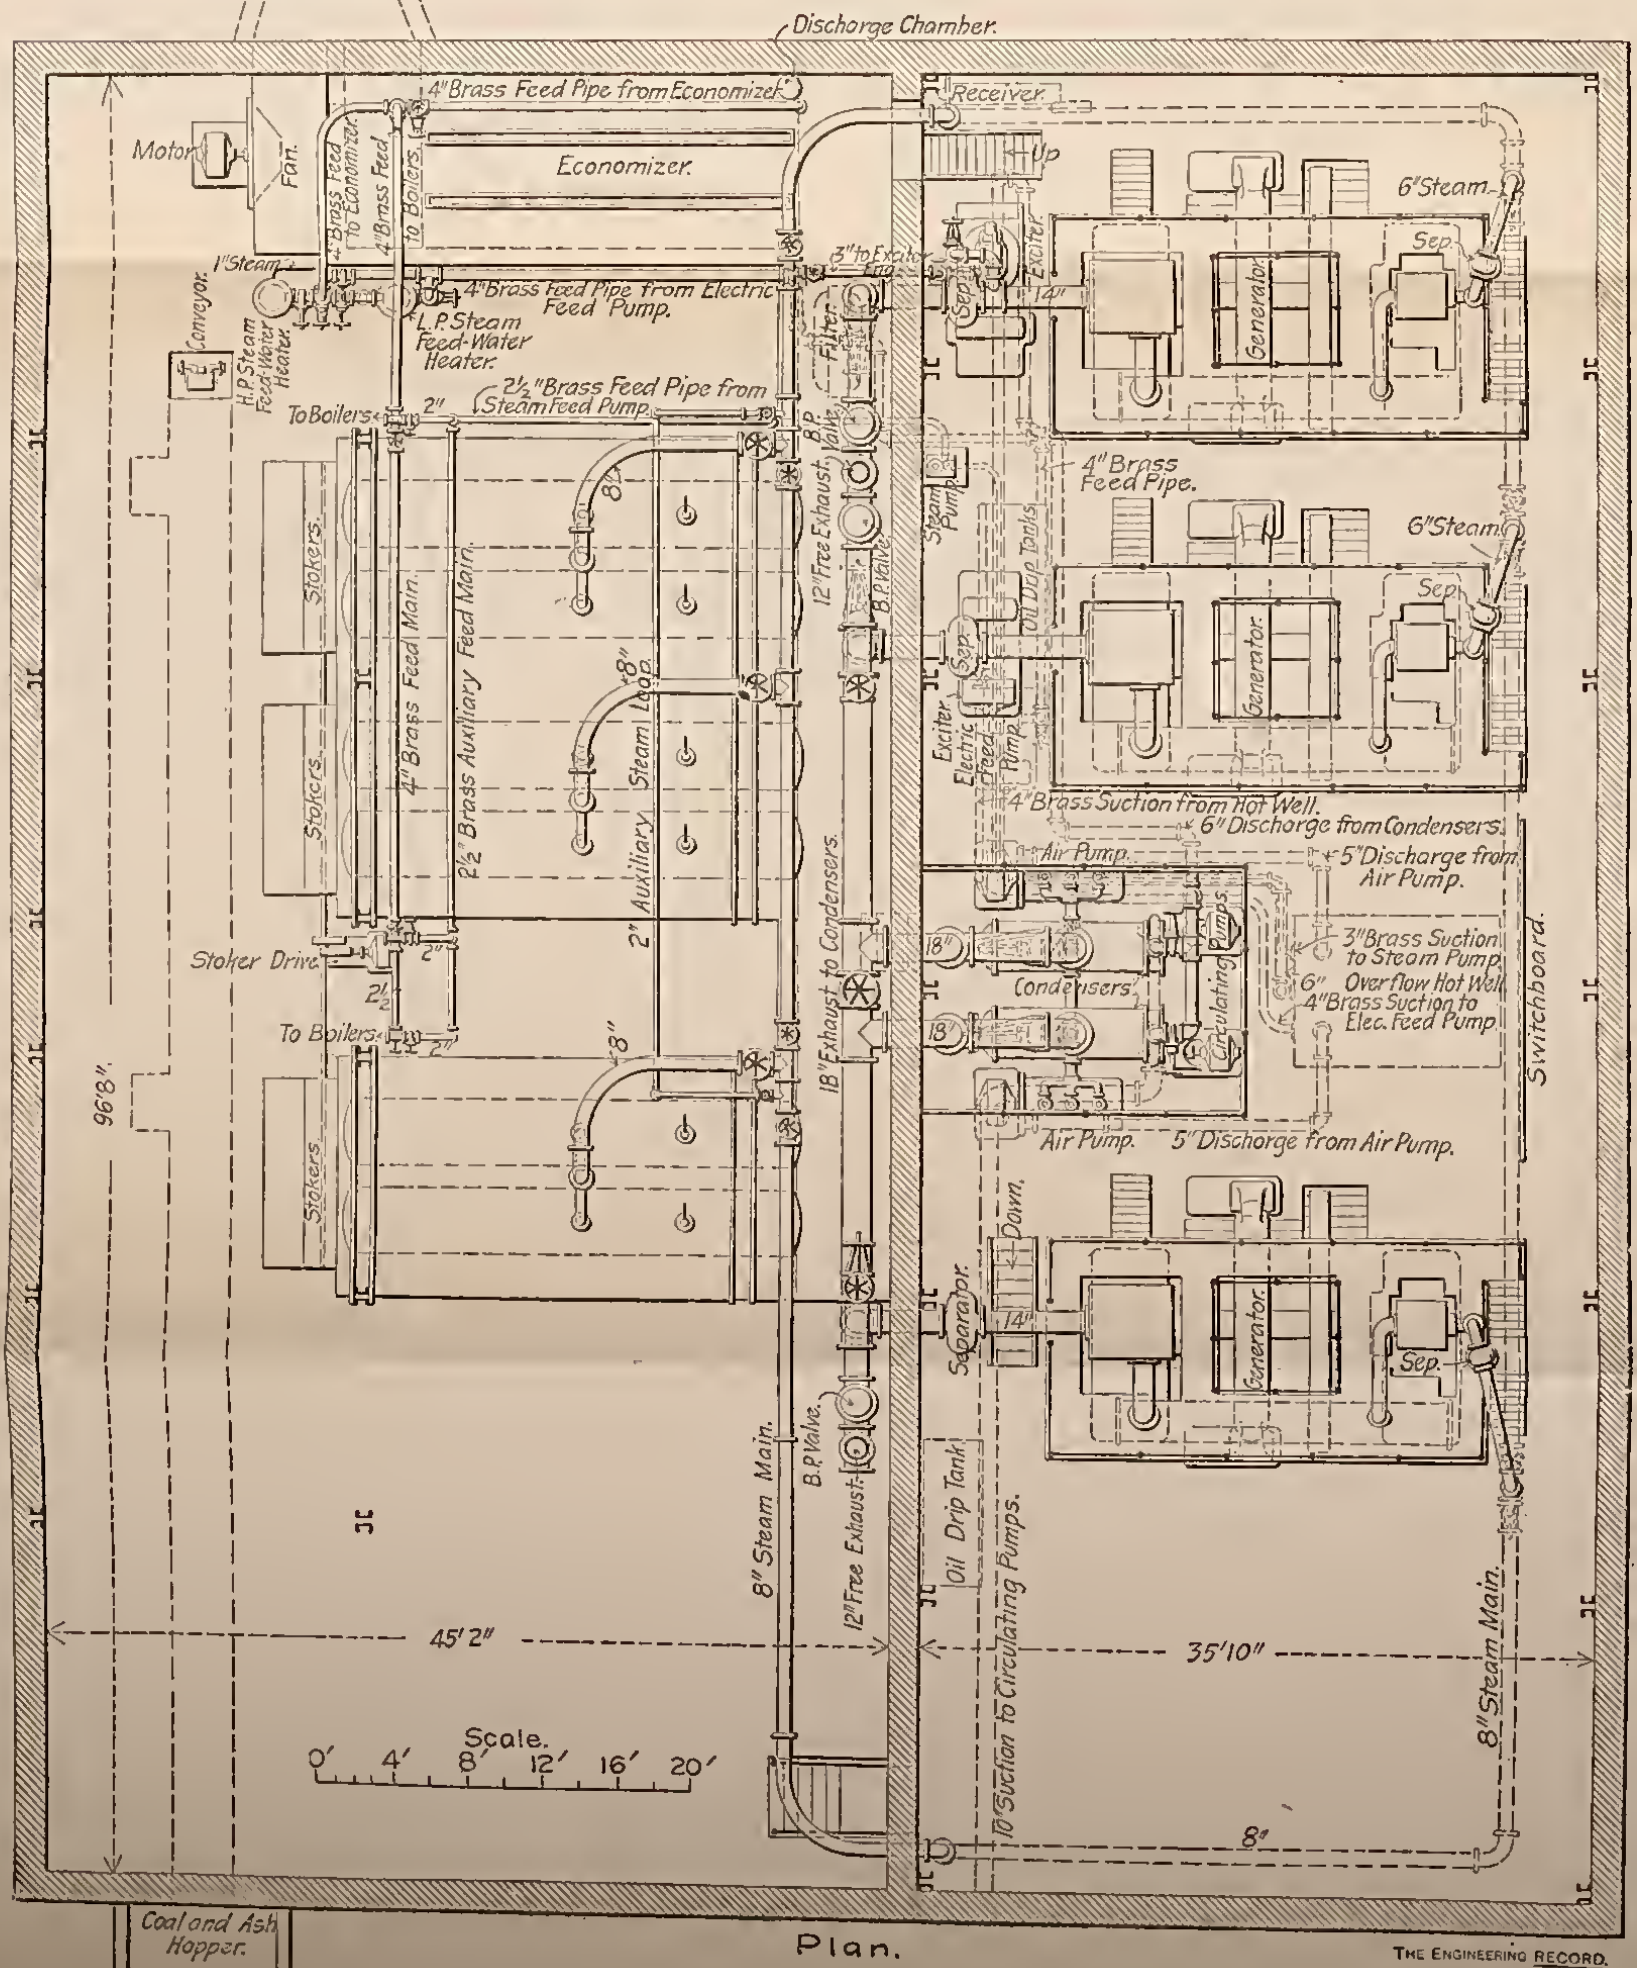 Discharge Chamber.
4" Brass Feed Pipe from Economizer.
Receiver.
Motor
Fan.
4" Brass Feed
to Economizer.
4" Brass Feed
to Boilers.
Economizer.
Up
6" Steam.
Sep.
1" Steam
3" to Exciter
Eng.
Exciter.
Sep.
14"
Generator.
Conveyor.
H.P. Steam
Feed-Water
Heater.
4" Brass Feed Pipe from Electric
Feed Pump.
L.P. Steam
Feed-Water
Heater.
Filter.
2½" Brass Feed Pipe from
Steam Feed Pump.
To Boilers
2"
B.P.
Valve.
8"
4" Brass
Feed Pipe.
Steam
Pump.
12" Free Exhaust.
Oil Drip Tanks.
6" Steam.
Stokers.
B.P. Valve.
Sep.
Sep.
Generator.
4" Brass Feed Main.
2½" Brass Auxiliary Feed Main.
8"
2" Auxiliary Steam Loop.
Exciter.
Electric
Feed
Pump.
Stokers.
4" Brass Suction from Hot Well.
6" Discharge from Condensers.
Air Pump.
5" Discharge from
Air Pump.
18" Exhaust to Condensers.
18"
Condensers
18"
Circulating Pumps.
3" Brass Suction
to Steam Pump.
6" Overflow Hot Well
4" Brass Suction to
Elec. Feed Pump.
Switchboard.
Stoker Drive
2"
2½"
To Boilers
2"
8"
96'8".
Air Pump.
5" Discharge from Air Pump.
Stokers.
Down.
Separator.
14"
Generator.
Sep.
B.P. Valve.
8" Steam Main.
12" Free Exhaust.
Oil Drip Tank.
10" Suction to Circulating Pumps.
8" Steam Main.
45'2"
35'10"
Scale.
0' 4' 8' 12' 16' 20'
8"
Coal and Ash
Hopper.
Plan.
THE ENGINEERING RECORD.